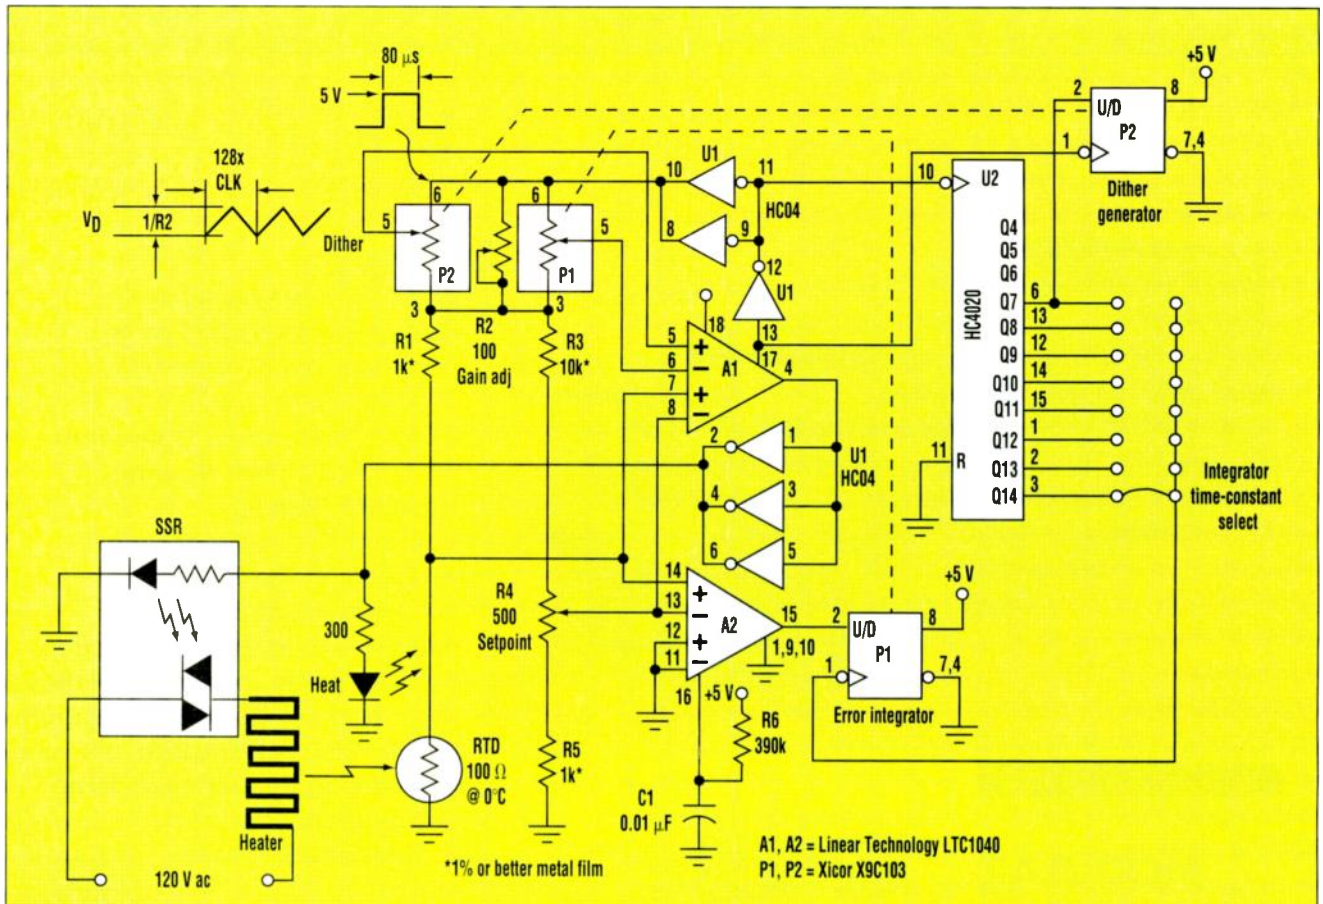 80 µs
5 V
128x
CLK
V_D
1/R2
5
Dither
6
P2
3
6
5
P1
3
R2
100
Gain adj
R1
1k*
R3
10k*
10
U1
11
HC04
8
9
12
U1
13
18
17
5
+
6
−
7
+
8
−
A1
4
10
U2
HC4020
Q4
Q5
Q6
Q7
6
Q8
13
Q9
12
Q10
14
Q11
15
Q12
1
Q13
2
Q14
3
11
R
+5 V
2
8
U/D
P2
1
7,4
Dither
generator
Integrator
time-constant
select
2
1
4
3
6
5
U1
HC04
SSR
300
Heat
R4
500
Setpoint
14
+
13
−
12
+
11
−
A2
15
1,9,10
16
+5 V
R6
390k
C1
0.01 µF
2
U/D
P1
1
8
+5 V
7,4
Error integrator
RTD
100 Ω
@ 0°C
R5
1k*
Heater
120 V ac
*1% or better metal film
A1, A2 = Linear Technology LTC1040
P1, P2 = Xicor X9C103